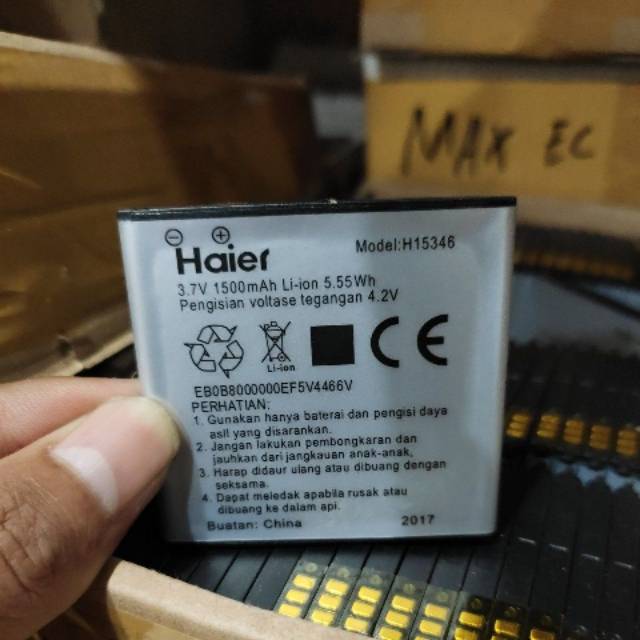 MAX EC
Haier
Model:H15346
3.7V 1500mAh Li-ion 5.55Wh
Pengisian voltase tegangan 4.2V
Li-ion
CE
EB0B8000000EF5V4466V
PERHATIAN:
1. Gunakan hanya baterai dan pengisi daya
asli yang disarankan.
2. Jangan lakukan pembongkaran dan
jauhkan dari jangkauan anak-anak,
3. Harap didaur ulang atau dibuang dengan
seksama.
4. Dapat meledak apabila rusak atau
dibuang ke dalam api.
Buatan: China
2017